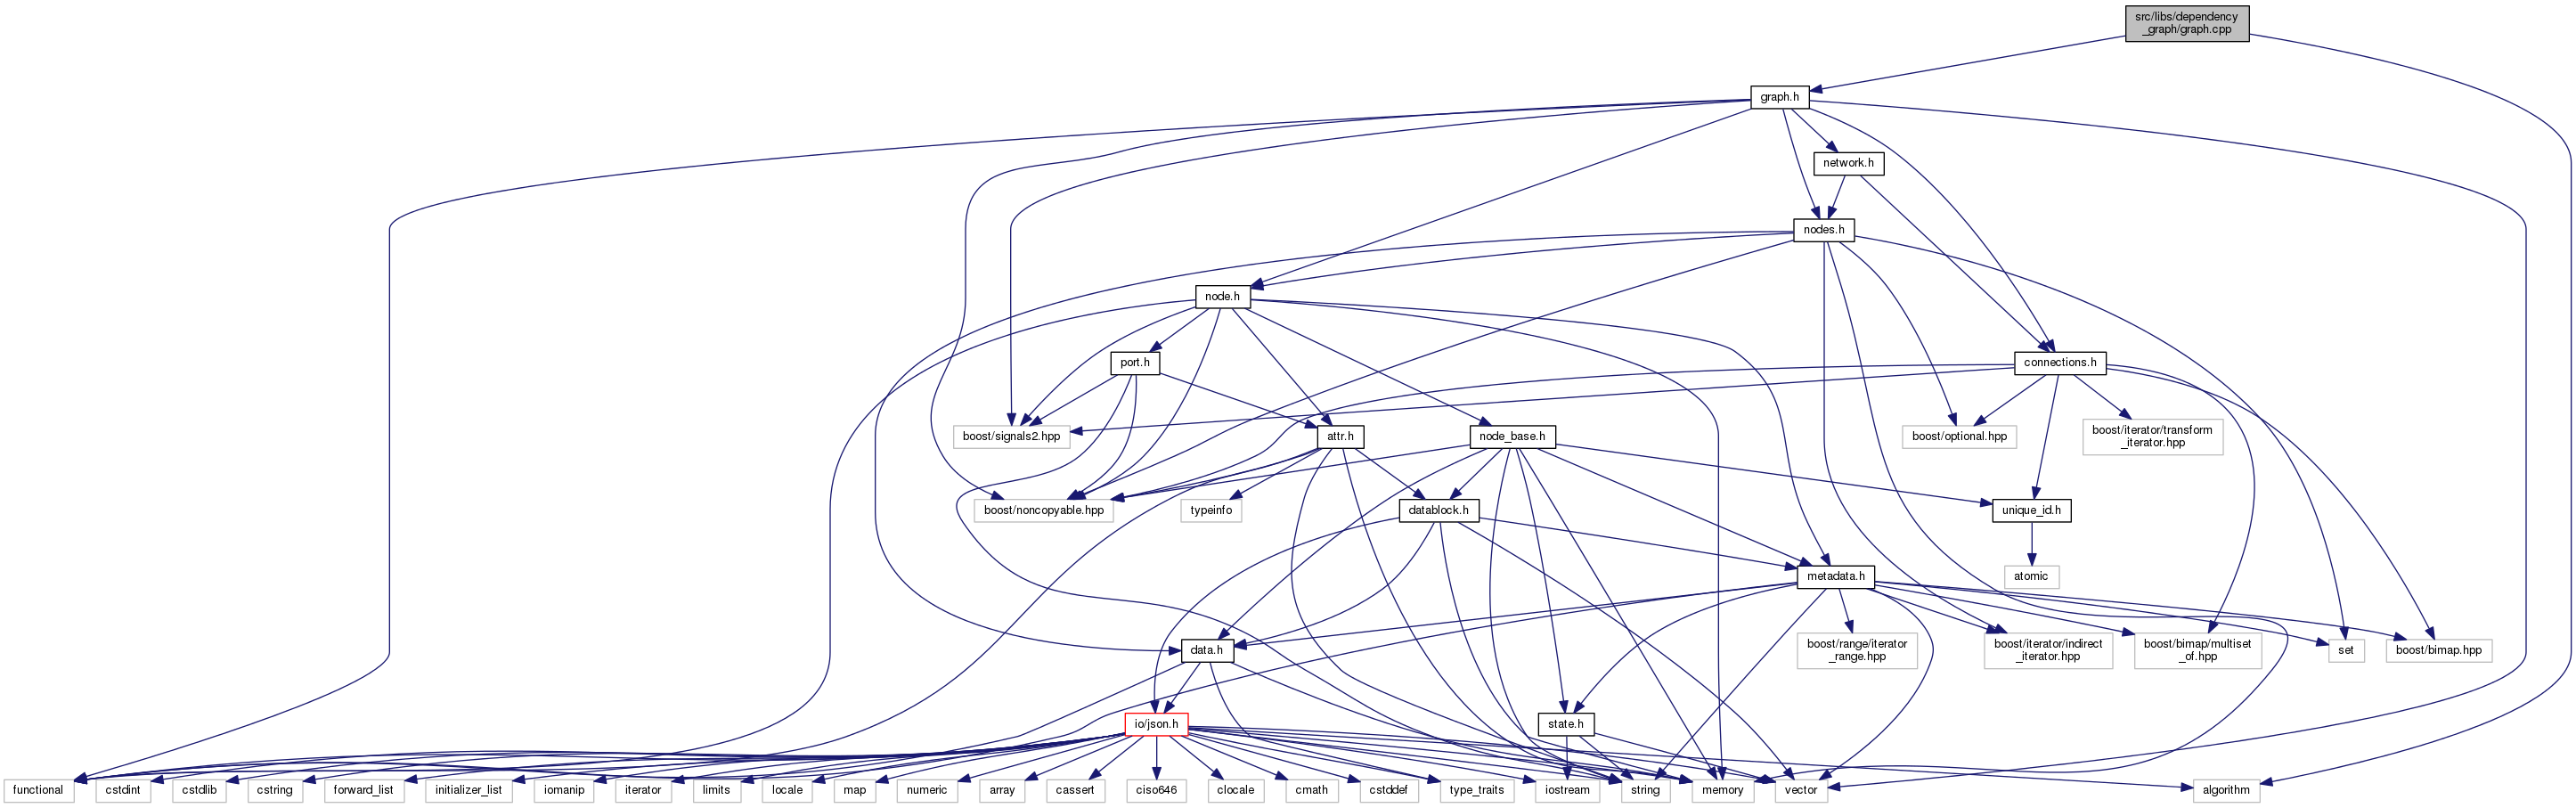 src/libs/dependency
_graph/graph.cpp
graph.h
network.h
nodes.h
node.h
port.h
connections.h
boost/signals2.hpp
attr.h
node_base.h
boost/optional.hpp
boost/iterator/transform
_iterator.hpp
boost/noncopyable.hpp
typeinfo
datablock.h
unique_id.h
metadata.h
atomic
data.h
boost/range/iterator
_range.hpp
boost/iterator/indirect
_iterator.hpp
boost/bimap/multiset
_of.hpp
set
boost/bimap.hpp
io/json.h
state.h
functional
cstdint
cstdlib
cstring
forward_list
initializer_list
iomanip
iterator
limits
locale
map
numeric
array
cassert
ciso646
clocale
cmath
cstddef
type_traits
iostream
string
memory
vector
algorithm